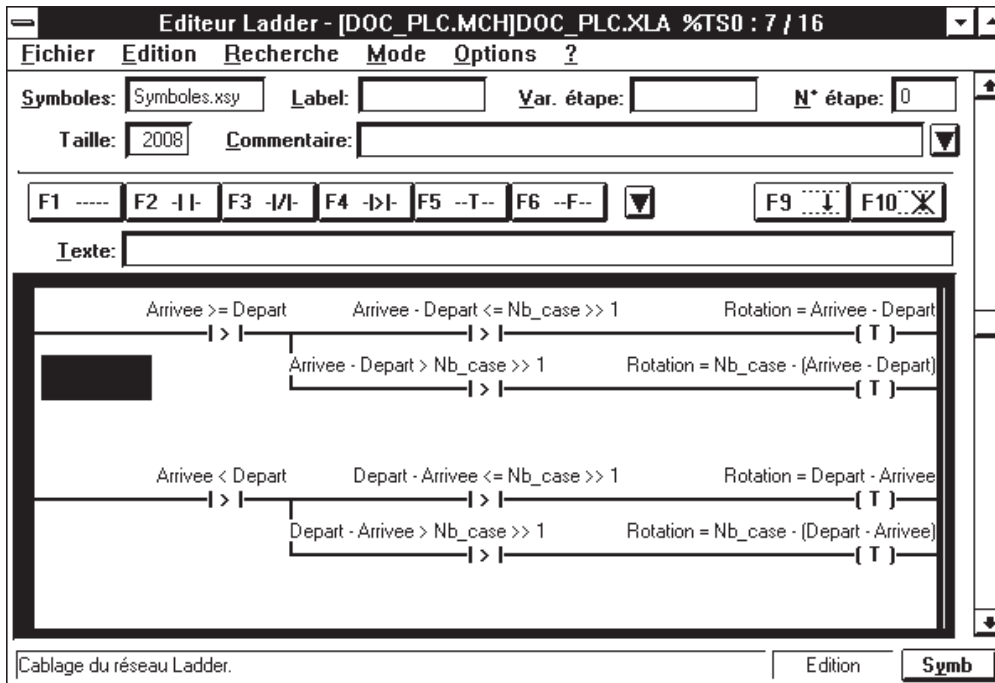 Editeur Ladder - [DOC_PLC.MCH]DOC_PLC.XLA %TS0 : 7 / 16
Fichier Edition Recherche Mode Options ?
Symboles: Symboles.xsy Label: Var. étape: N° étape: 0
Taille: 2008 Commentaire:
F1 ----- F2 -| |- F3 -|/|- F4 -|>|- F5 --T-- F6 --F-- F9 F10
Texte:
Arrivee >= Depart Arrivee - Depart <= Nb_case >> 1 Rotation = Arrivee - Depart
| > | | > | ( T )
Arrivee - Depart > Nb_case >> 1 Rotation = Nb_case - (Arrivee - Depart)
| > | ( T )
Arrivee < Depart Depart - Arrivee <= Nb_case >> 1 Rotation = Depart - Arrivee
| > | | > | ( T )
Depart - Arrivee > Nb_case >> 1 Rotation = Nb_case - (Depart - Arrivee)
| > | ( T )
Cablage du réseau Ladder. Edition Symb